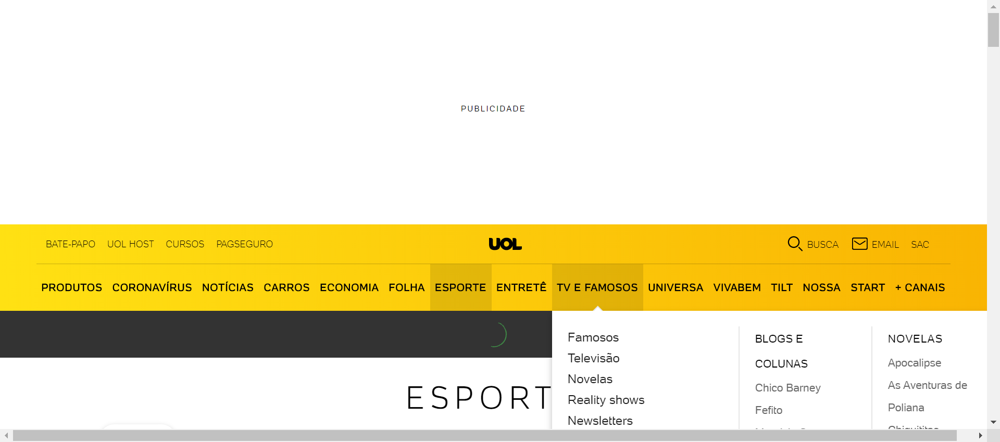 PUBLICIDADE
BATE-PAPO UOL HOST CURSOS PAGSEGURO UOL BUSCA EMAIL SAC
PRODUTOS CORONAVÍRUS NOTÍCIAS CARROS ECONOMIA FOLHA ESPORTE ENTRETÊ TV E FAMOSOS UNIVERSA VIVABEM TILT NOSSA START + CANAIS
ESPORT
Famosos
Televisão
Novelas
Reality shows
Newsletters
BLOGS E
COLUNAS
Chico Barney
Fefito
NOVELAS
Apocalipse
As Aventuras de
Poliana
Chiquititas